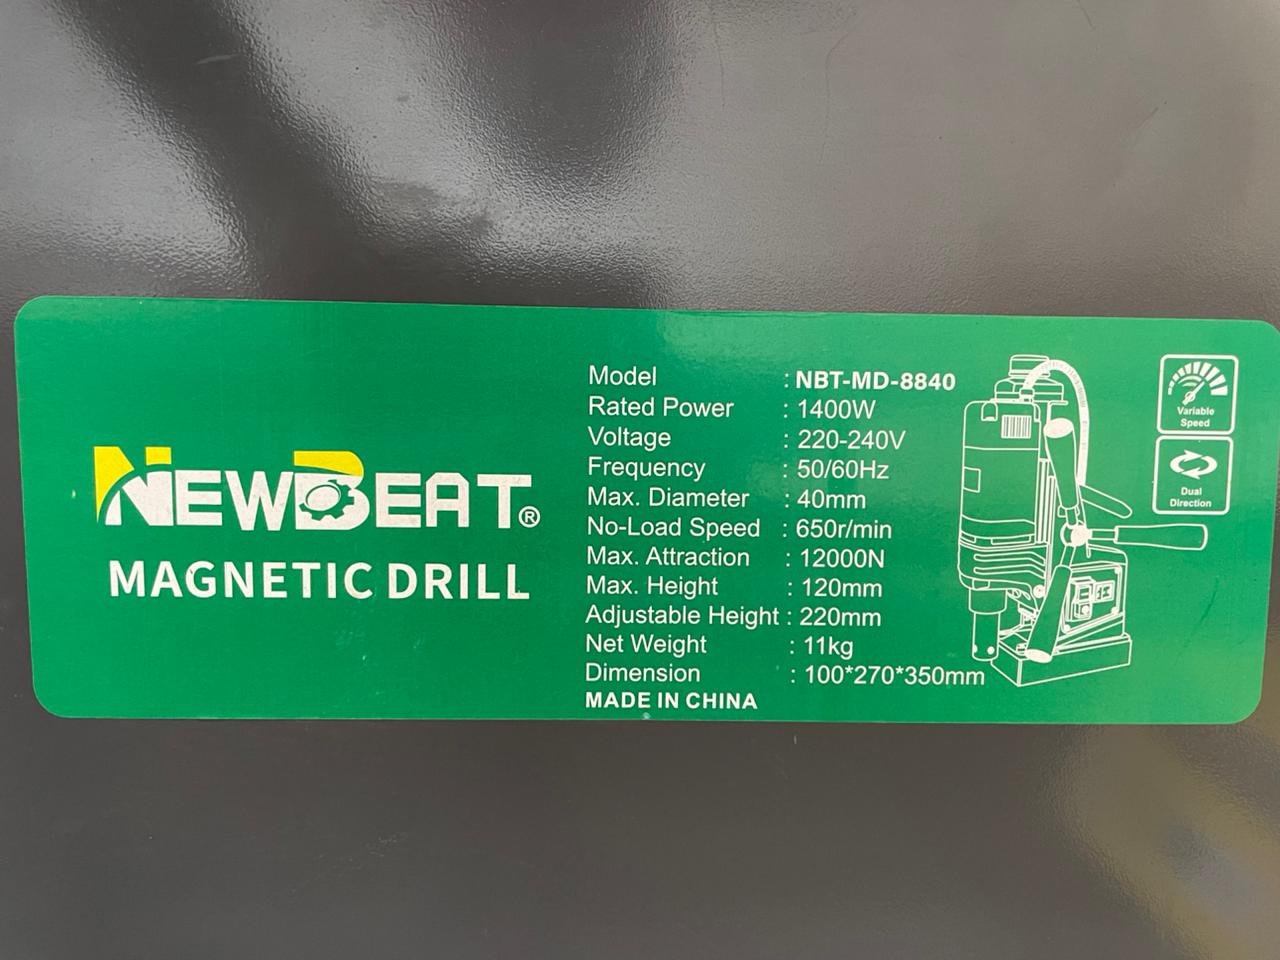 NEWBEAT®
MAGNETIC DRILL
Model : NBT-MD-8840
Rated Power : 1400W
Voltage : 220-240V
Frequency : 50/60Hz
Max. Diameter : 40mm
No-Load Speed : 650r/min
Max. Attraction : 12000N
Max. Height : 120mm
Adjustable Height : 220mm
Net Weight : 11kg
Dimension : 100*270*350mm
MADE IN CHINA
Variable
Speed
Dual
Direction